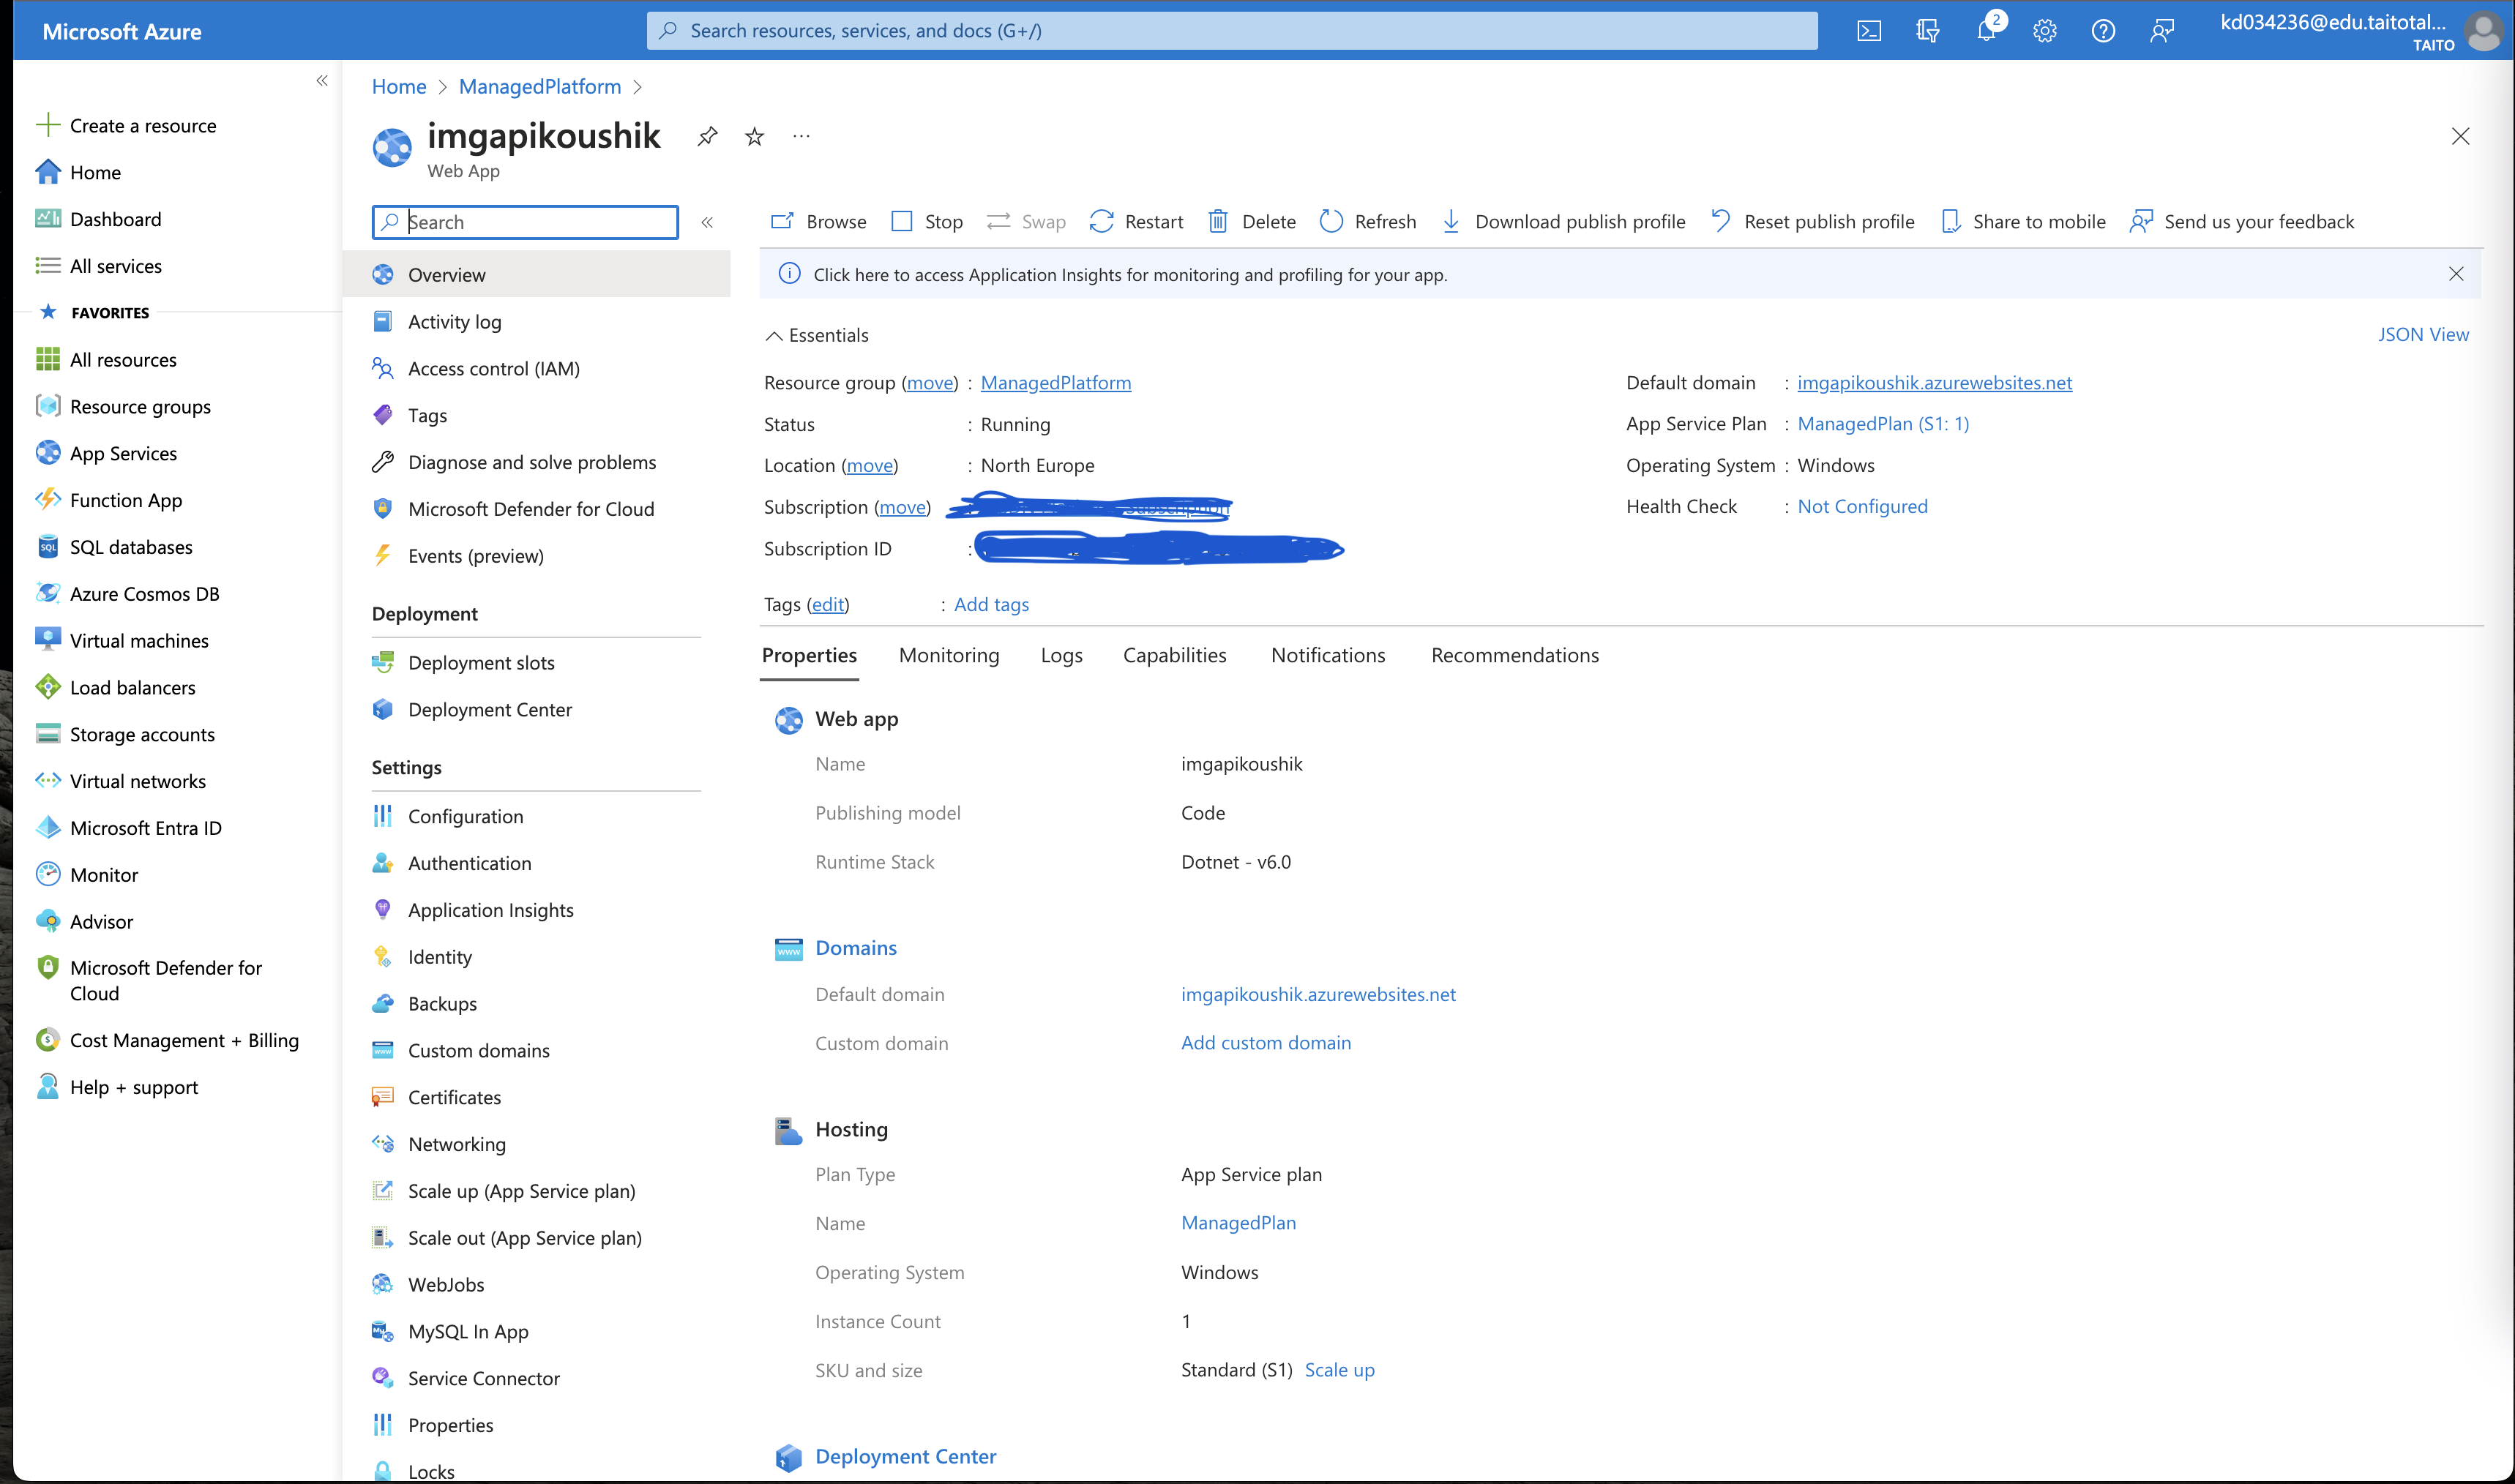 Microsoft Azure
Search resources, services, and docs (G+/)
2
kd034236@edu.taitotal...
TAITO
Create a resource
Home
Dashboard
All services
FAVORITES
All resources
Resource groups
App Services
Function App
SQL databases
Azure Cosmos DB
Virtual machines
Load balancers
Storage accounts
Virtual networks
Microsoft Entra ID
Monitor
Advisor
Microsoft Defender for
Cloud
Cost Management + Billing
Help + support
Home > ManagedPlatform >
imgapikoushik
Web App
Search
Overview
Activity log
Access control (IAM)
Tags
Diagnose and solve problems
Microsoft Defender for Cloud
Events (preview)
Deployment
Deployment slots
Deployment Center
Settings
Configuration
Authentication
Application Insights
Identity
Backups
Custom domains
Certificates
Networking
Scale up (App Service plan)
Scale out (App Service plan)
WebJobs
MySQL In App
Service Connector
Properties
Locks
Browse Stop Swap Restart Delete Refresh Download publish profile Reset publish profile Share to mobile Send us your feedback
Click here to access Application Insights for monitoring and profiling for your app.
Essentials
JSON View
Resource group (move) : ManagedPlatform
Status : Running
Location (move) : North Europe
Subscription (move)
Subscription ID :
Tags (edit) : Add tags
Default domain : imgapikoushik.azurewebsites.net
App Service Plan : ManagedPlan (S1: 1)
Operating System : Windows
Health Check : Not Configured
Properties Monitoring Logs Capabilities Notifications Recommendations
Web app
Name imgapikoushik
Publishing model Code
Runtime Stack Dotnet - v6.0
Domains
Default domain imgapikoushik.azurewebsites.net
Custom domain Add custom domain
Hosting
Plan Type App Service plan
Name ManagedPlan
Operating System Windows
Instance Count 1
SKU and size Standard (S1) Scale up
Deployment Center